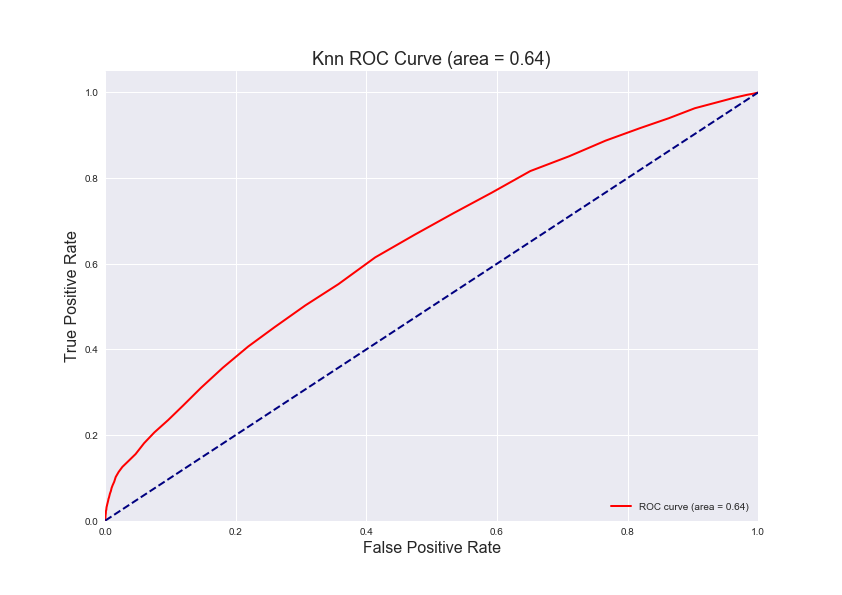 Knn ROC Curve (area = 0.64)
True Positive Rate
1.0
0.8
0.6
0.4
0.2
0.0
0.0 0.2 0.4 0.6 0.8 1.0
False Positive Rate
ROC curve (area = 0.64)